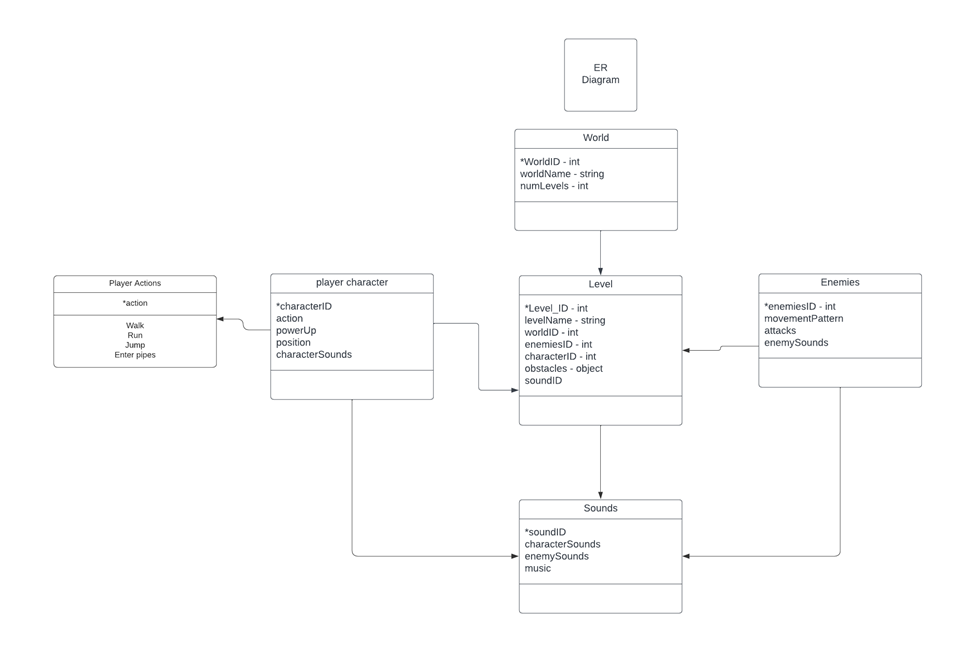 ER
Diagram
World
*WorldID - int
worldName - string
numLevels - int
Player Actions
*action
Walk
Run
Jump
Enter pipes
player character
*characterID
action
powerUp
position
characterSounds
Level
*Level_ID - int
levelName - string
worldID - int
enemiesID - int
characterID - int
obstacles - object
soundID
Enemies
*enemiesID - int
movementPattern
attacks
enemySounds
Sounds
*soundID
characterSounds
enemySounds
music